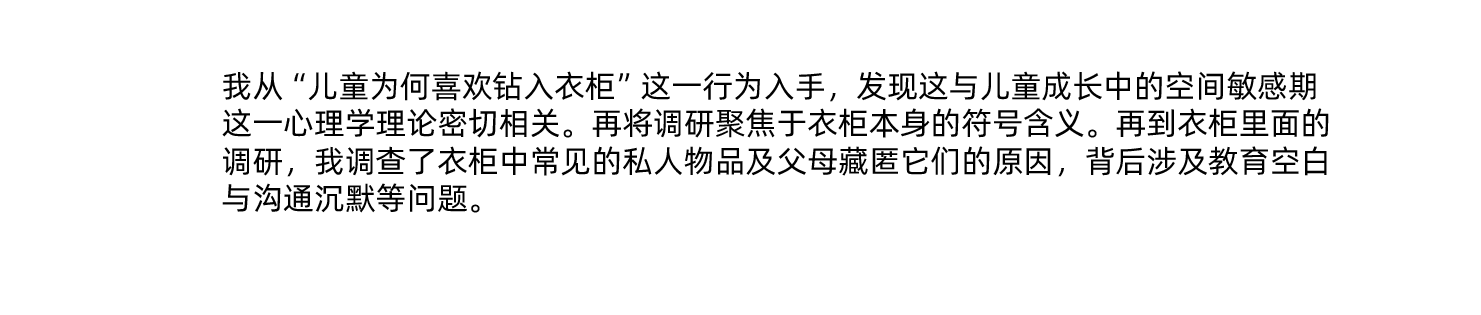 我从“儿童为何喜欢钻入衣柜”这一行为入手，发现这与儿童成长中的空间敏感期
这一心理学理论密切相关。再将调研聚焦于衣柜本身的符号含义。再到衣柜里面的
调研，我调查了衣柜中常见的私人物品及父母藏匿它们的原因，背后涉及教育空白
与沟通沉默等问题。